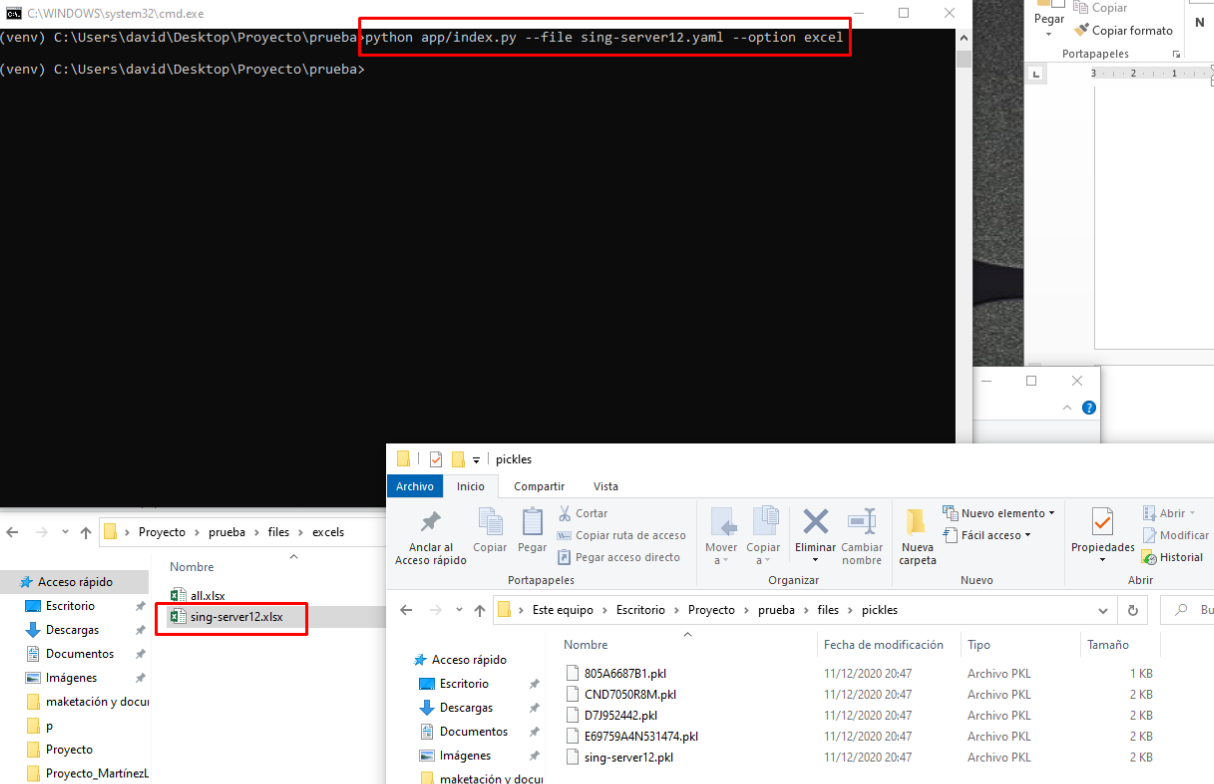 C:\WINDOWS\system32\cmd.exe
(venv) C:\Users\david\Desktop\Proyecto\prueba>python app/index.py --file sing-server12.yaml --option excel
(venv) C:\Users\david\Desktop\Proyecto\prueba>
Copiar
Pegar
Copiar formato
N
Portapapeles
3 2 1
pickles
Archivo Inicio Compartir Vista
Anclar al Acceso rápido
Copiar
Pegar
Cortar
Copiar ruta de acceso
Pegar acceso directo
Portapapeles
Mover a
Copiar a
Eliminar
Cambiar nombre
Organizar
Nueva carpeta
Nuevo elemento
Fácil acceso
Nuevo
Propiedades
Abrir
Modificar
Historial
Abrir
Proyecto > prueba > files > excels
Nombre
Acceso rápido
Escritorio
Descargas
Documentos
Imágenes
maketación y docu
p
Proyecto
Proyecto_MartínezL
all.xlsx
sing-server12.xlsx
Este equipo > Escritorio > Proyecto > prueba > files > pickles
Bu
Nombre Fecha de modificación Tipo Tamaño
Acceso rápido
Escritorio
Descargas
Documentos
Imágenes
maketación y docu
805A6687B1.pkl 11/12/2020 20:47 Archivo PKL 1 KB
CND7050R8M.pkl 11/12/2020 20:47 Archivo PKL 2 KB
D7J952442.pkl 11/12/2020 20:47 Archivo PKL 2 KB
E69759A4N531474.pkl 11/12/2020 20:47 Archivo PKL 2 KB
sing-server12.pkl 11/12/2020 20:47 Archivo PKL 2 KB